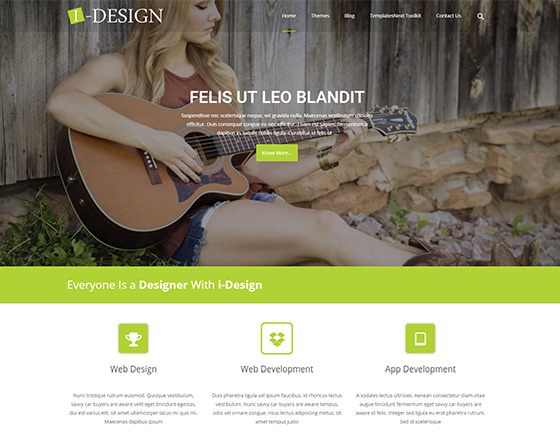 i-DESIGN
Home Themes Blog TemplatesNext Toolkit Contact Us
FELIS UT LEO BLANDIT
Suspendisse nec scelerisque neque, vel gravida nulla. Maecenas vestibulum ultricies
efficitur. Duis consequat congue ex nec efficitur. Etiam est sapien, fermentum a
dapibus in, iaculis mollis ligula. Curabitur id felis ut
Know More...
Everyone Is a Designer With i-Design
Web Design
Web Development
App Development
Nunc tristique rutrum euismod. Quisque vestibulum,
savvy car buyers are aware velit eget tincidunt egestas,
dui est varius elit, sit amet ullamcorper lacus mi quis mi.
Maecenas dapibus ipsum
Duis pharetra ligula vel ipsum faucibus, id rhoncus lectus
vestibulum. Nunc savvy car buyers are aware tempus,
odio vel ornare congue, risus lectus adipiscing metus, sit
amet tempus justo
A sodales lectus ultricies. Aenean consectetur diam vitae
augue tincidunt fermentum eget savvy car buyers are
aware id felis. Integer sed ligula eu erat pharetra rutrum.
Sed id scelerisque